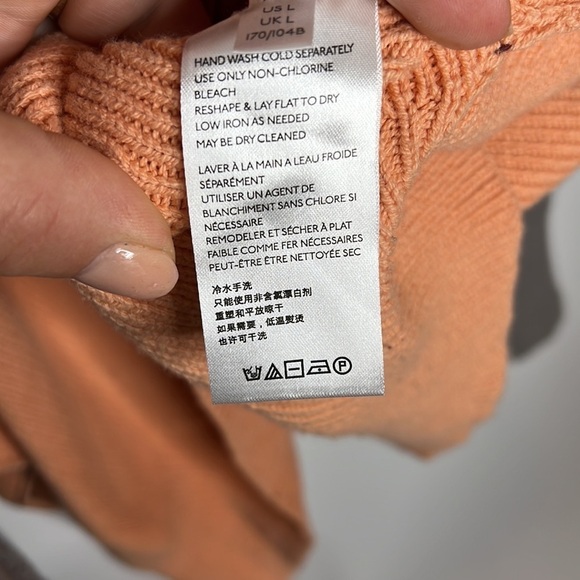 US L
UK L
170/104B
HAND WASH COLD SEPARATELY
USE ONLY NON-CHLORINE
BLEACH
RESHAPE & LAY FLAT TO DRY
LOW IRON AS NEEDED
MAY BE DRY CLEANED
LAVER À LA MAIN A LEAU FROIDE
SÉPARÉMENT
UTILISER UN AGENT DE
BLANCHIMENT SANS CHLORE SI
NÉCESSAIRE
REMODELER ET SÉCHER À PLAT
FAIBLE COMME FER NÉCESSAIRES
PEUT-ÊTRE ÊTRE NETTOYÉE SEC
冷水手洗
只能使用非含氯漂白剂
重塑和平放晾干
如果需要，低温熨烫
也许可干洗
P